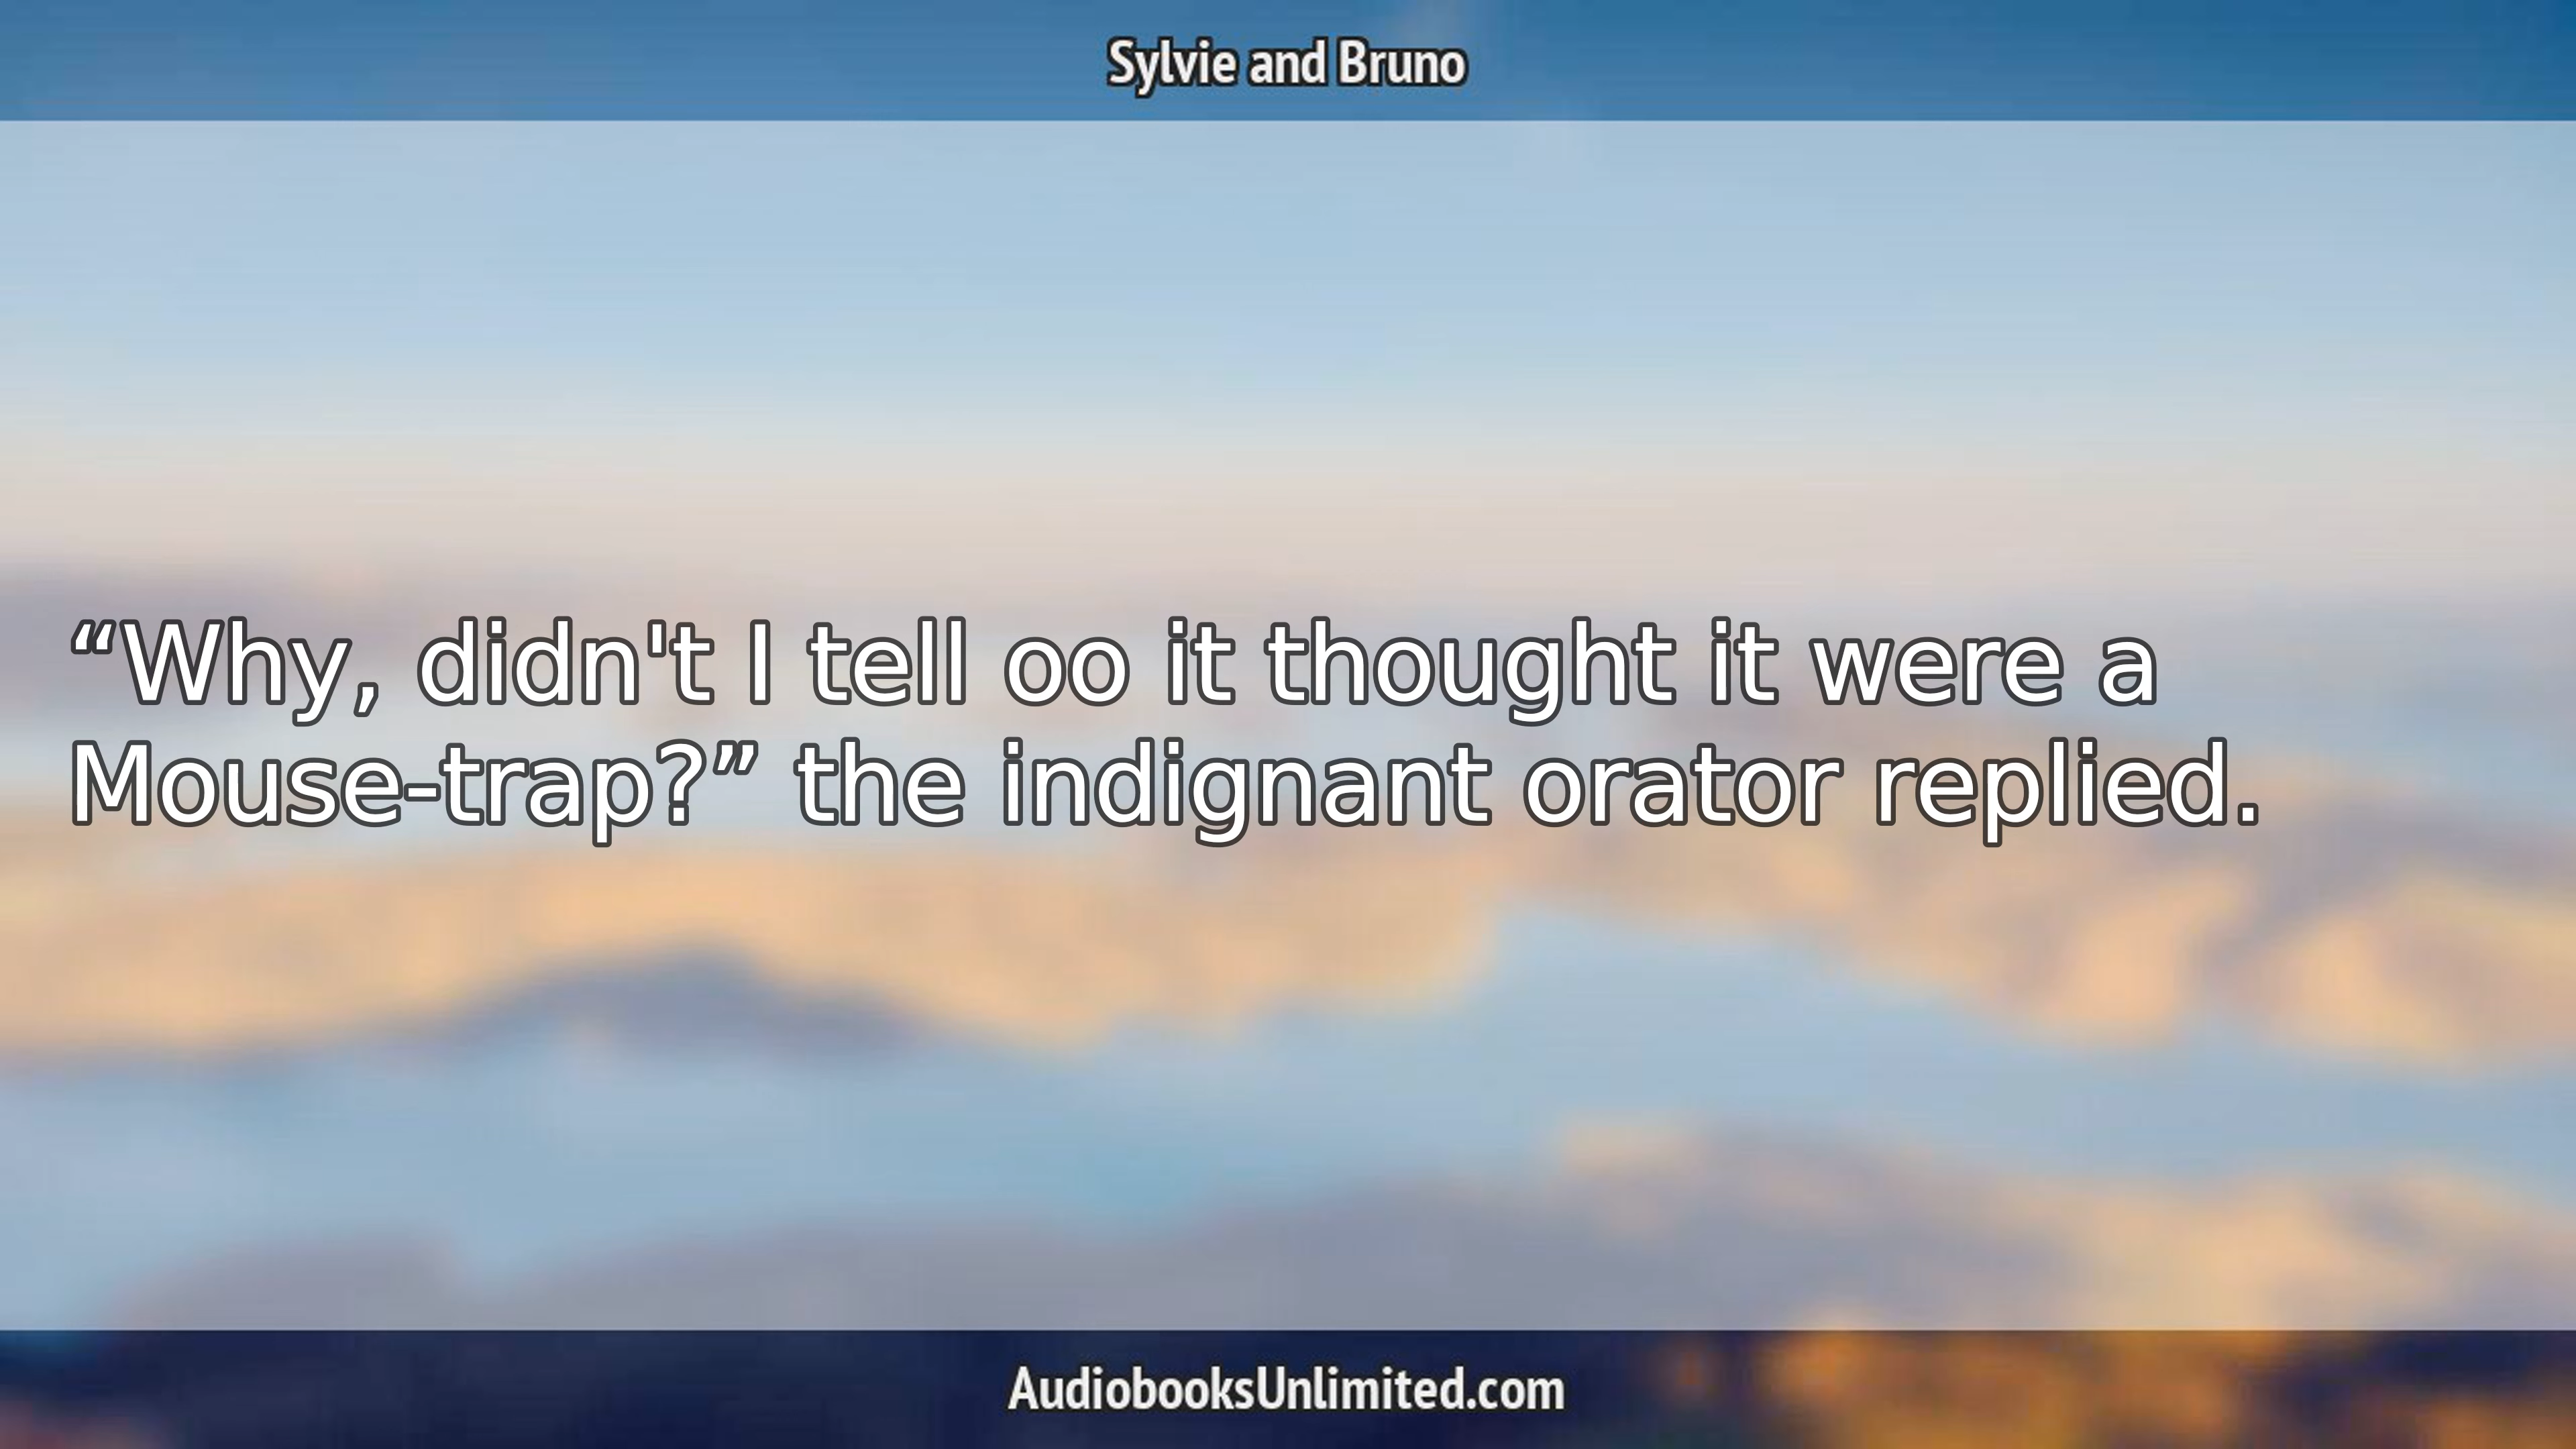 Sylvie and Bruno
“Why, didn't I tell oo it thought it were a
Mouse-trap?” the indignant orator replied.
AudiobooksUnlimited.com